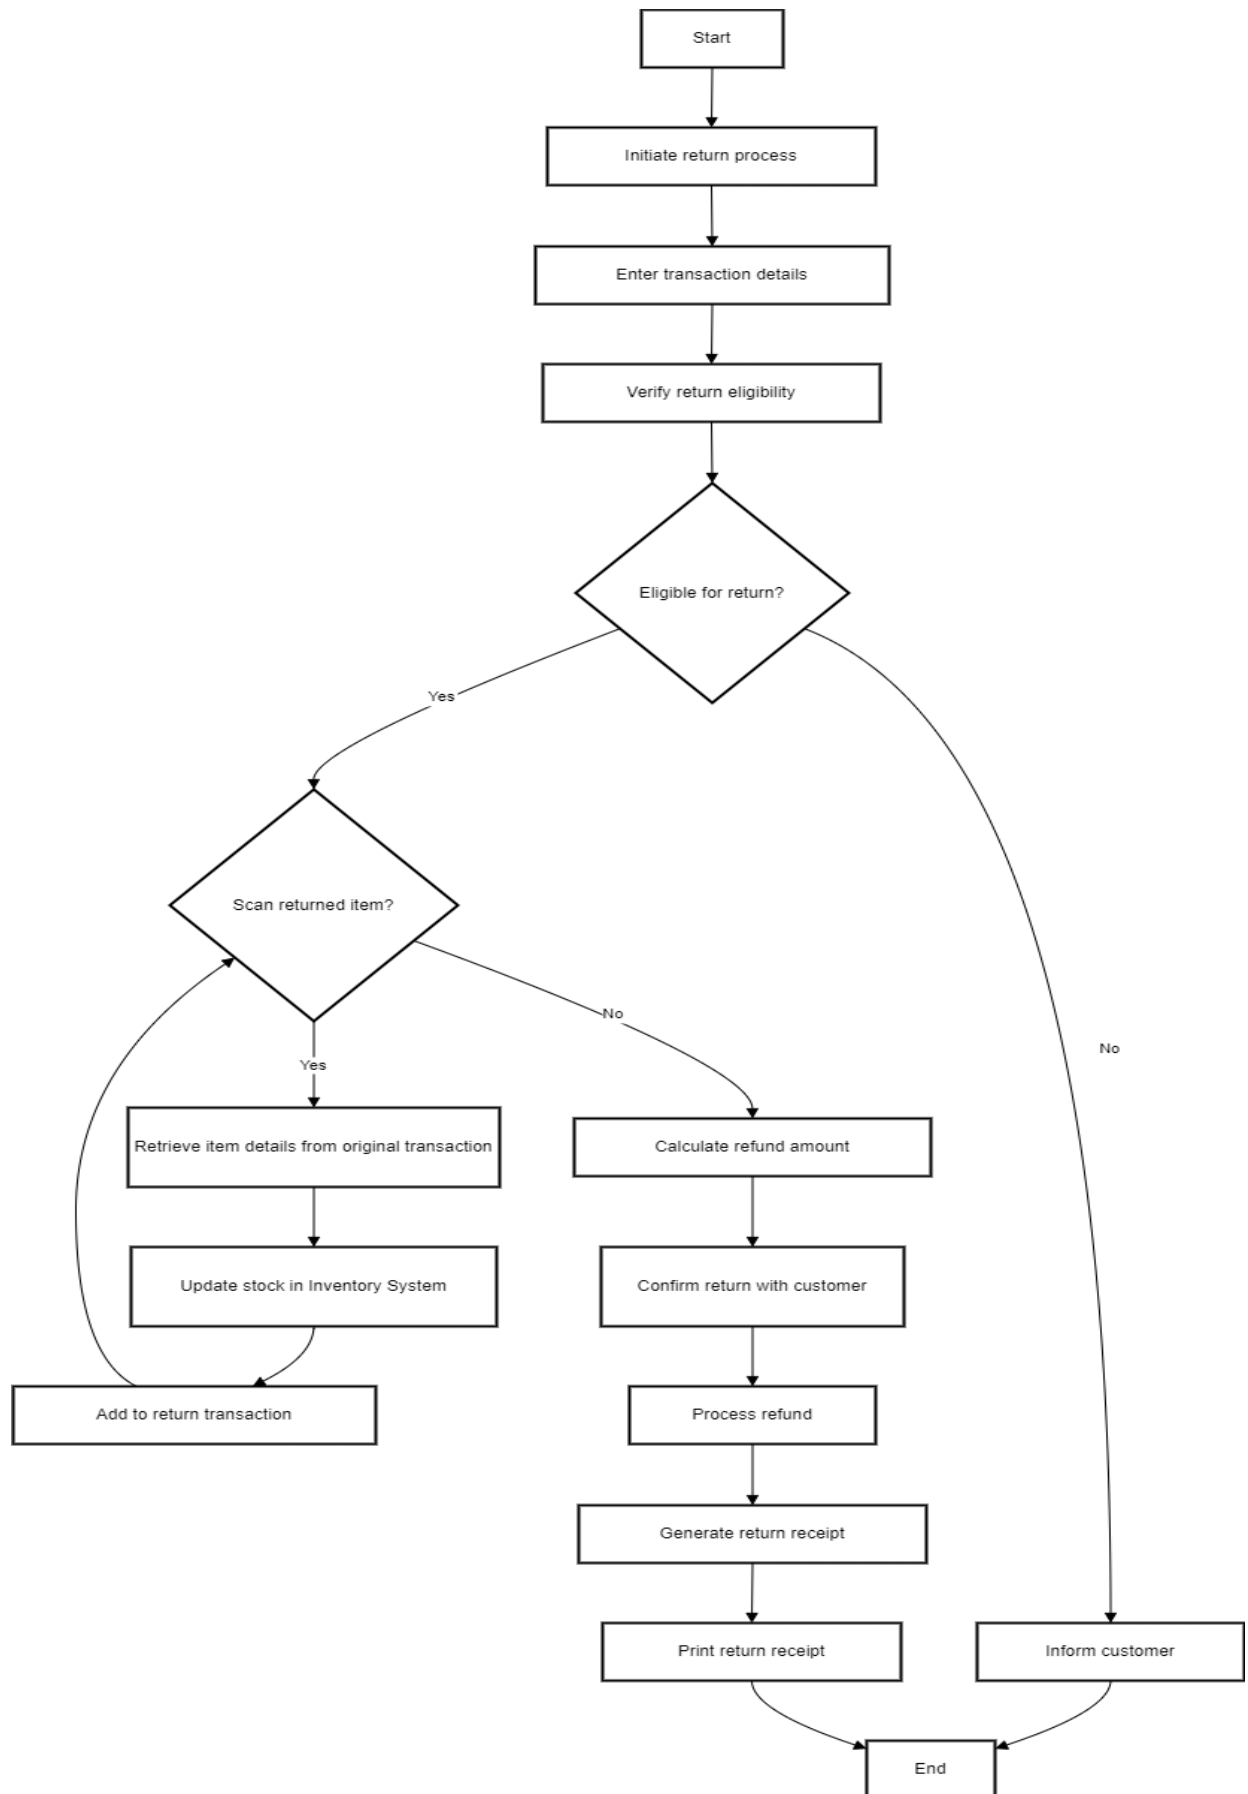 Start
Initiate return process
Enter transaction details
Verify return eligibility
Eligible for return?
Yes
Scan returned item?
No
No
Yes
Retrieve item details from original transaction
Calculate refund amount
Update stock in Inventory System
Confirm return with customer
Add to return transaction
Process refund
Generate return receipt
Print return receipt
Inform customer
End